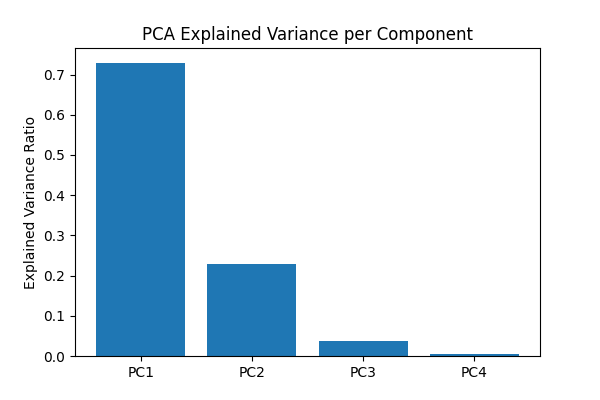 PCA Explained Variance per Component
Explained Variance Ratio
0.7
0.6
0.5
0.4
0.3
0.2
0.1
0.0
PC1 PC2 PC3 PC4